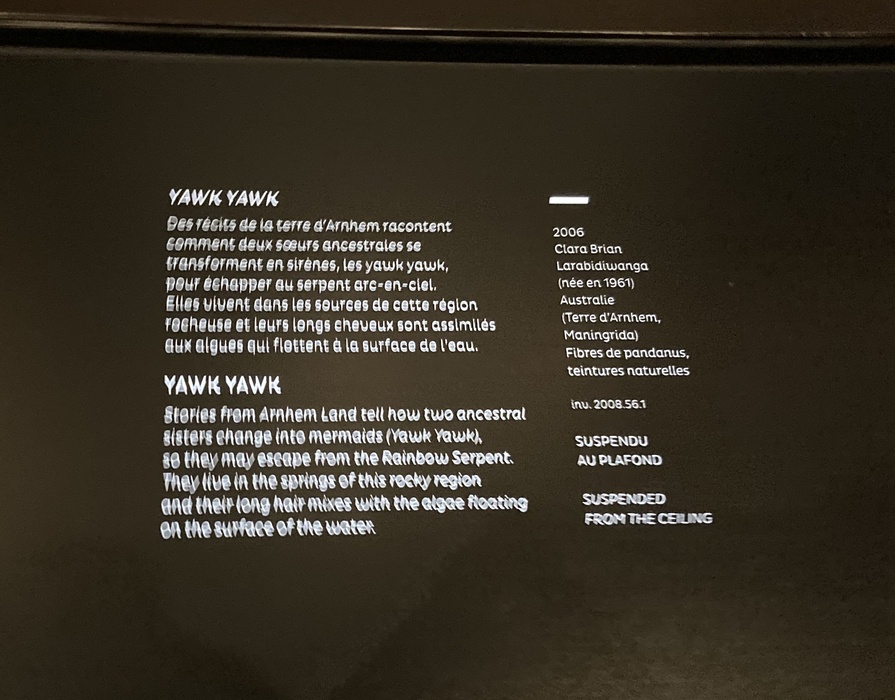 YAWK YAWK
Des récits de la terre d'Arnhem racontent
comment deux sœurs ancestrales se
transforment en sirènes, les yawk yawk,
pour échapper au serpent arc-en-ciel.
Elles vivent dans les sources de cette région
rocheuse et leurs longs cheveux sont assimilés
aux algues qui flottent à la surface de l'eau.
YAWK YAWK
Stories from Arnhem Land tell how two ancestral
sisters change into mermaids (Yawk Yawk),
so they may escape from the Rainbow Serpent.
They live in the springs of this rocky region
and their long hair mixes with the algae floating
on the surface of the water.
2006
Clara Brian
Larabidiwanga
(née en 1961)
Australie
(Terre d'Arnhem,
Maningrida)
Fibres de pandanus,
teintures naturelles
inv. 2008.56.1
SUSPENDU
AU PLAFOND
SUSPENDED
FROM THE CEILING